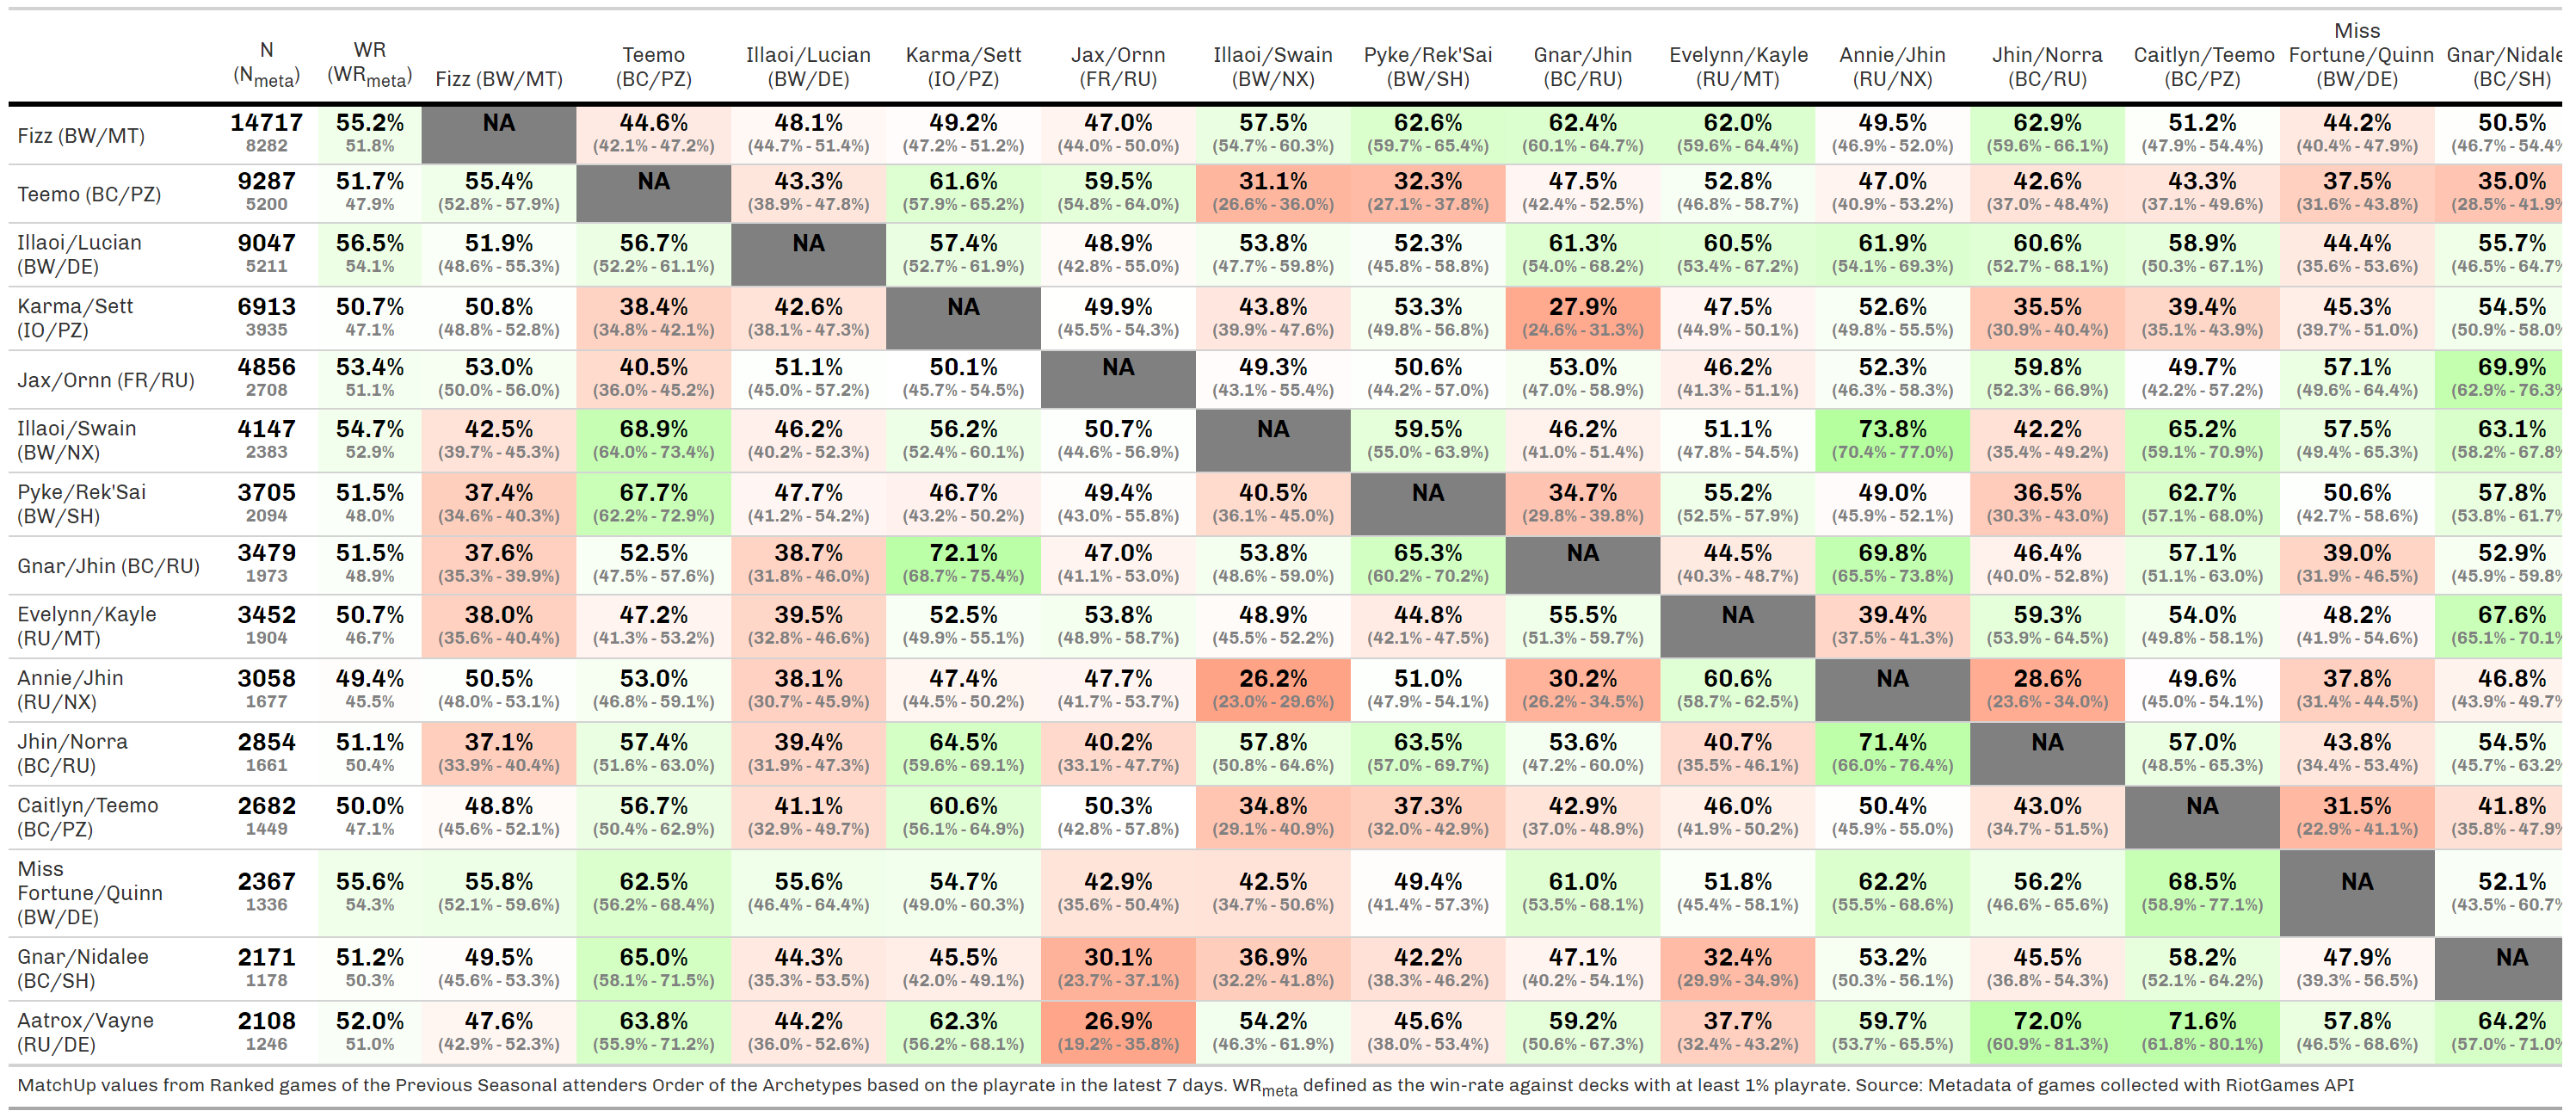 N (Nmeta) WR (WRmeta) Fizz (BW/MT) Teemo (BC/PZ) Illaoi/Lucian (BW/DE) Karma/Sett (IO/PZ) Jax/Ornn (FR/RU) Illaoi/Swain (BW/NX) Pyke/Rek'Sai (BW/SH) Gnar/Jhin (BC/RU) Evelynn/Kayle (RU/MT) Annie/Jhin (RU/NX) Jhin/Norra (BC/RU) Caitlyn/Teemo (BC/PZ) Miss Fortune/Quinn (BW/DE) Gnar/Nidale (BC/SH)
Fizz (BW/MT) 14717 55.2% NA 44.6% 48.1% 49.2% 47.0% 57.5% 62.6% 62.4% 62.0% 49.5% 62.9% 51.2% 44.2% 50.5%
8282 51.8% (42.1% - 47.2%) (44.7% - 51.4%) (47.2% - 51.2%) (44.0% - 50.0%) (54.7% - 60.3%) (59.7% - 65.4%) (60.1% - 64.7%) (59.6% - 64.4%) (46.9% - 52.0%) (59.6% - 66.1%) (47.9% - 54.4%) (40.4% - 47.9%) (46.7% - 54.4%
Teemo (BC/PZ) 9287 51.7% 55.4% NA 43.3% 61.6% 59.5% 31.1% 32.3% 47.5% 52.8% 47.0% 42.6% 43.3% 37.5% 35.0%
5200 47.9% (52.8% - 57.9%) (38.9% - 47.8%) (57.9% - 65.2%) (54.8% - 64.0%) (26.6% - 36.0%) (27.1% - 37.8%) (42.4% - 52.5%) (46.8% - 58.7%) (40.9% - 53.2%) (37.0% - 48.4%) (37.1% - 49.6%) (31.6% - 43.8%) (28.5% - 41.9%
Illaoi/Lucian 9047 56.5% 51.9% 56.7% NA 57.4% 48.9% 53.8% 52.3% 61.3% 60.5% 61.9% 60.6% 58.9% 44.4% 55.7%
(BW/DE) 5211 54.1% (48.6% - 55.3%) (52.2% - 61.1%) (52.7% - 61.9%) (42.8% - 55.0%) (47.7% - 59.8%) (45.8% - 58.8%) (54.0% - 68.2%) (53.4% - 67.2%) (54.1% - 69.3%) (52.7% - 68.1%) (50.3% - 67.1%) (35.6% - 53.6%) (46.5% - 64.7%
Karma/Sett 6913 50.7% 50.8% 38.4% 42.6% NA 49.9% 43.8% 53.3% 27.9% 47.5% 52.6% 35.5% 39.4% 45.3% 54.5%
(IO/PZ) 3935 47.1% (48.8% - 52.8%) (34.8% - 42.1%) (38.1% - 47.3%) (45.5% - 54.3%) (39.9% - 47.6%) (49.8% - 56.8%) (24.6% - 31.3%) (44.9% - 50.1%) (49.8% - 55.5%) (30.9% - 40.4%) (35.1% - 43.9%) (39.7% - 51.0%) (50.9% - 58.0%
Jax/Ornn (FR/RU) 4856 53.4% 53.0% 40.5% 51.1% 50.1% NA 49.3% 50.6% 53.0% 46.2% 52.3% 59.8% 49.7% 57.1% 69.9%
2708 51.1% (50.0% - 56.0%) (36.0% - 45.2%) (45.0% - 57.2%) (45.7% - 54.5%) (43.1% - 55.4%) (44.2% - 57.0%) (47.0% - 58.9%) (41.3% - 51.1%) (46.3% - 58.3%) (52.3% - 66.9%) (42.2% - 57.2%) (49.6% - 64.4%) (62.9% - 76.3%
Illaoi/Swain 4147 54.7% 42.5% 68.9% 46.2% 56.2% 50.7% NA 59.5% 46.2% 51.1% 73.8% 42.2% 65.2% 57.5% 63.1%
(BW/NX) 2383 52.9% (39.7% - 45.3%) (64.0% - 73.4%) (40.2% - 52.3%) (52.4% - 60.1%) (44.6% - 56.9%) (55.0% - 63.9%) (41.0% - 51.4%) (47.8% - 54.5%) (70.4% - 77.0%) (35.4% - 49.2%) (59.1% - 70.9%) (49.4% - 65.3%) (58.2% - 67.8%
Pyke/Rek'Sai 3705 51.5% 37.4% 67.7% 47.7% 46.7% 49.4% 40.5% NA 34.7% 55.2% 49.0% 36.5% 62.7% 50.6% 57.8%
(BW/SH) 2094 48.0% (34.6% - 40.3%) (62.2% - 72.9%) (41.2% - 54.2%) (43.2% - 50.2%) (43.0% - 55.8%) (36.1% - 45.0%) (29.8% - 39.8%) (52.5% - 57.9%) (45.9% - 52.1%) (30.3% - 43.0%) (57.1% - 68.0%) (42.7% - 58.6%) (53.8% - 61.7%
Gnar/Jhin (BC/RU) 3479 51.5% 37.6% 52.5% 38.7% 72.1% 47.0% 53.8% 65.3% NA 44.5% 69.8% 46.4% 57.1% 39.0% 52.9%
1973 48.9% (35.3% - 39.9%) (47.5% - 57.6%) (31.8% - 46.0%) (68.7% - 75.4%) (41.1% - 53.0%) (48.6% - 59.0%) (60.2% - 70.2%) (40.3% - 48.7%) (65.5% - 73.8%) (40.0% - 52.8%) (51.1% - 63.0%) (31.9% - 46.5%) (45.9% - 59.8%
Evelynn/Kayle 3452 50.7% 38.0% 47.2% 39.5% 52.5% 53.8% 48.9% 44.8% 55.5% NA 39.4% 59.3% 54.0% 48.2% 67.6%
(RU/MT) 1904 46.7% (35.6% - 40.4%) (41.3% - 53.2%) (32.8% - 46.6%) (49.9% - 55.1%) (48.9% - 58.7%) (45.5% - 52.2%) (42.1% - 47.5%) (51.3% - 59.7%) (37.5% - 41.3%) (53.9% - 64.5%) (49.8% - 58.1%) (41.9% - 54.6%) (65.1% - 70.1%
Annie/Jhin 3058 49.4% 50.5% 53.0% 38.1% 47.4% 47.7% 26.2% 51.0% 30.2% 60.6% NA 28.6% 49.6% 37.8% 46.8%
(RU/NX) 1677 45.5% (48.0% - 53.1%) (46.8% - 59.1%) (30.7% - 45.9%) (44.5% - 50.2%) (41.7% - 53.7%) (23.0% - 29.6%) (47.9% - 54.1%) (26.2% - 34.5%) (58.7% - 62.5%) (23.6% - 34.0%) (45.0% - 54.1%) (31.4% - 44.5%) (43.9% - 49.7%
Jhin/Norra 2854 51.1% 37.1% 57.4% 39.4% 64.5% 40.2% 57.8% 63.5% 53.6% 40.7% 71.4% NA 57.0% 43.8% 54.5%
(BC/RU) 1661 50.4% (33.9% - 40.4%) (51.6% - 63.0%) (31.9% - 47.3%) (59.6% - 69.1%) (33.1% - 47.7%) (50.8% - 64.6%) (57.0% - 69.7%) (47.2% - 60.0%) (35.5% - 46.1%) (66.0% - 76.4%) (48.5% - 65.3%) (34.4% - 53.4%) (45.7% - 63.2%
Caitlyn/Teemo 2682 50.0% 48.8% 56.7% 41.1% 60.6% 50.3% 34.8% 37.3% 42.9% 46.0% 50.4% 43.0% NA 31.5% 41.8%
(BC/PZ) 1449 47.1% (45.6% - 52.1%) (50.4% - 62.9%) (32.9% - 49.7%) (56.1% - 64.9%) (42.8% - 57.8%) (29.1% - 40.9%) (32.0% - 42.9%) (37.0% - 48.9%) (41.9% - 50.2%) (45.9% - 55.0%) (34.7% - 51.5%) (22.9% - 41.1%) (35.8% - 47.9%
Miss
Fortune/Quinn 2367 55.6% 55.8% 62.5% 55.6% 54.7% 42.9% 42.5% 49.4% 61.0% 51.8% 62.2% 56.2% 68.5% NA 52.1%
(BW/DE) 1336 54.3% (52.1% - 59.6%) (56.2% - 68.4%) (46.4% - 64.4%) (49.0% - 60.3%) (35.6% - 50.4%) (34.7% - 50.6%) (41.4% - 57.3%) (53.5% - 68.1%) (45.4% - 58.1%) (55.5% - 68.6%) (46.6% - 65.6%) (58.9% - 77.1%) (43.5% - 60.7%
Gnar/Nidalee 2171 51.2% 49.5% 65.0% 44.3% 45.5% 30.1% 36.9% 42.2% 47.1% 32.4% 53.2% 45.5% 58.2% 47.9% NA
(BC/SH) 1178 50.3% (45.6% - 53.3%) (58.1% - 71.5%) (35.3% - 53.5%) (42.0% - 49.1%) (23.7% - 37.1%) (32.2% - 41.8%) (38.3% - 46.2%) (40.2% - 54.1%) (29.9% - 34.9%) (50.3% - 56.1%) (36.8% - 54.3%) (52.1% - 64.2%) (39.3% - 56.5%)
Aatrox/Vayne 2108 52.0% 47.6% 63.8% 44.2% 62.3% 26.9% 54.2% 45.6% 59.2% 37.7% 59.7% 72.0% 71.6% 57.8% 64.2%
(RU/DE) 1246 51.0% (42.9% - 52.3%) (55.9% - 71.2%) (36.0% - 52.6%) (56.2% - 68.1%) (19.2% - 35.8%) (46.3% - 61.9%) (38.0% - 53.4%) (50.6% - 67.3%) (32.4% - 43.2%) (53.7% - 65.5%) (60.9% - 81.3%) (61.8% - 80.1%) (46.5% - 68.6%) (57.0% - 71.0%
MatchUp values from Ranked games of the Previous Seasonal attenders Order of the Archetypes based on the playrate in the latest 7 days. WRmeta defined as the win-rate against decks with at least 1% playrate. Source: Metadata of games collected with RiotGames API